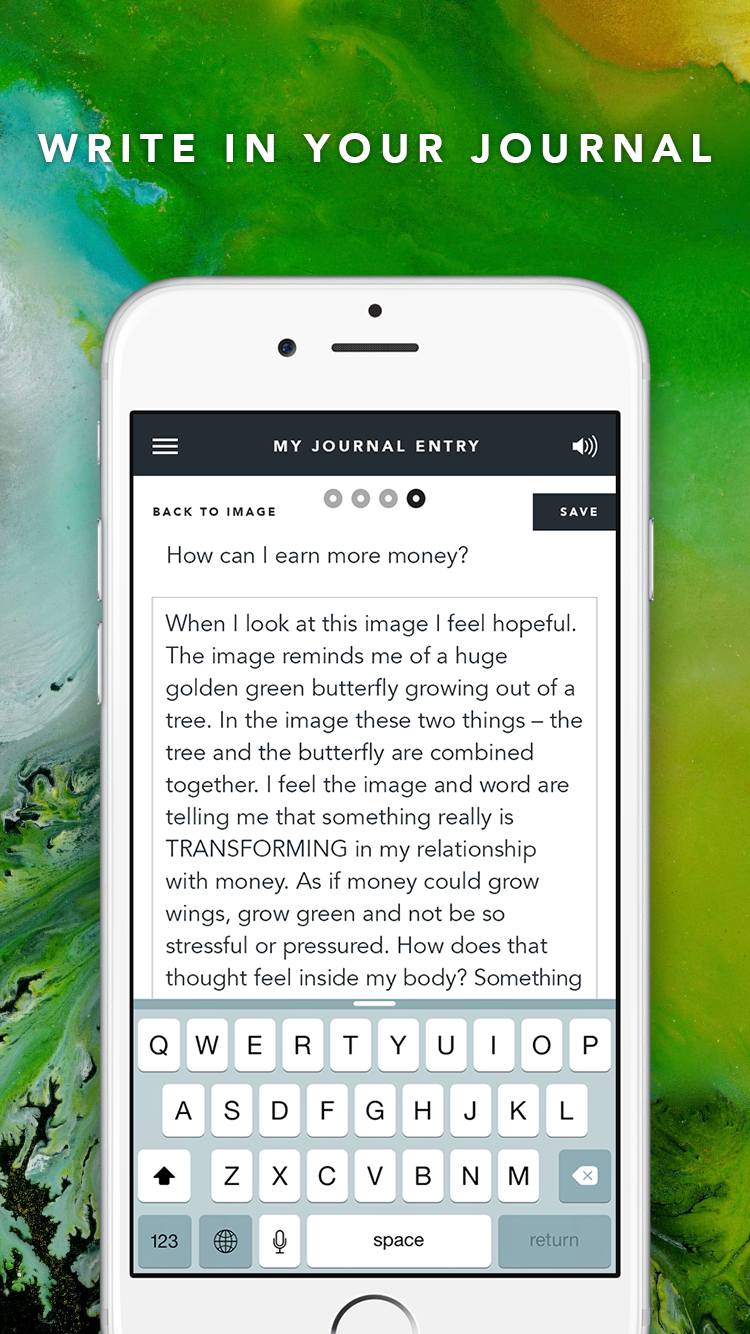 WRITE IN YOUR JOURNAL
MY JOURNAL ENTRY
BACK TO IMAGE
SAVE
How can I earn more money?
When I look at this image I feel hopeful.
The image reminds me of a huge
golden green butterfly growing out of a
tree. In the image these two things – the
tree and the butterfly are combined
together. I feel the image and word are
telling me that something really is
TRANSFORMING in my relationship
with money. As if money could grow
wings, grow green and not be so
stressful or pressured. How does that
thought feel inside my body? Something
Q W E R T Y U I O P
A S D F G H J K L
Z X C V B N M
123 space return